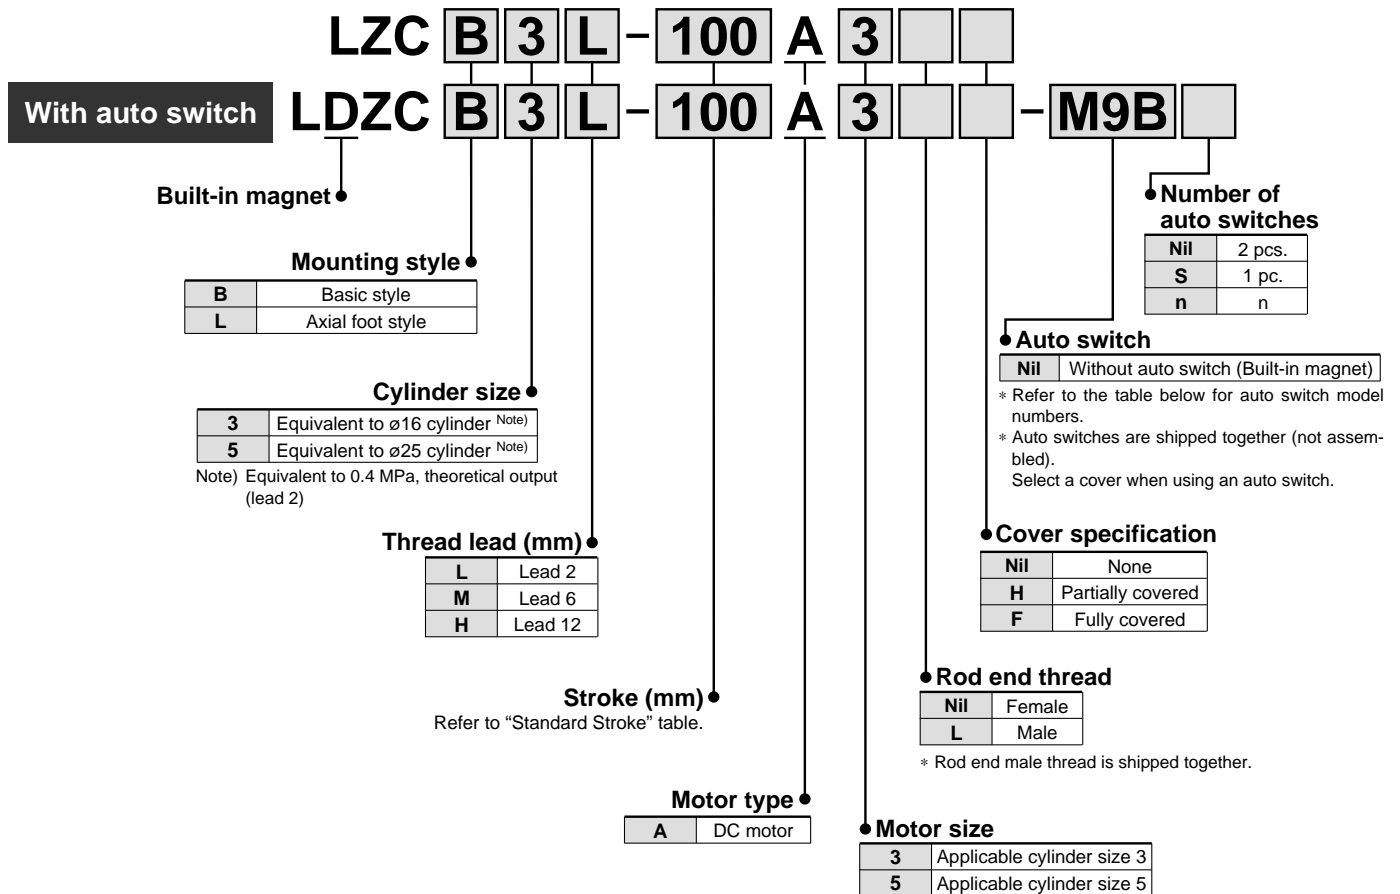 LZC B 3 L – 100 A 3
With auto switch LDZC B 3 L – 100 A 3 – M9B
Built-in magnet
Number of
auto switches
Nil 2 pcs.
S 1 pc.
n n
Mounting style
B Basic style
L Axial foot style
Auto switch
Nil Without auto switch (Built-in magnet)
* Refer to the table below for auto switch model
numbers.
* Auto switches are shipped together (not assem-
bled).
Select a cover when using an auto switch.
Cylinder size
3 Equivalent to ø16 cylinder Note)
5 Equivalent to ø25 cylinder Note)
Note) Equivalent to 0.4 MPa, theoretical output
(lead 2)
Thread lead (mm)
L Lead 2
M Lead 6
H Lead 12
Cover specification
Nil None
H Partially covered
F Fully covered
Stroke (mm)
Refer to “Standard Stroke” table.
Rod end thread
Nil Female
L Male
* Rod end male thread is shipped together.
Motor type
A DC motor
Motor size
3 Applicable cylinder size 3
5 Applicable cylinder size 5